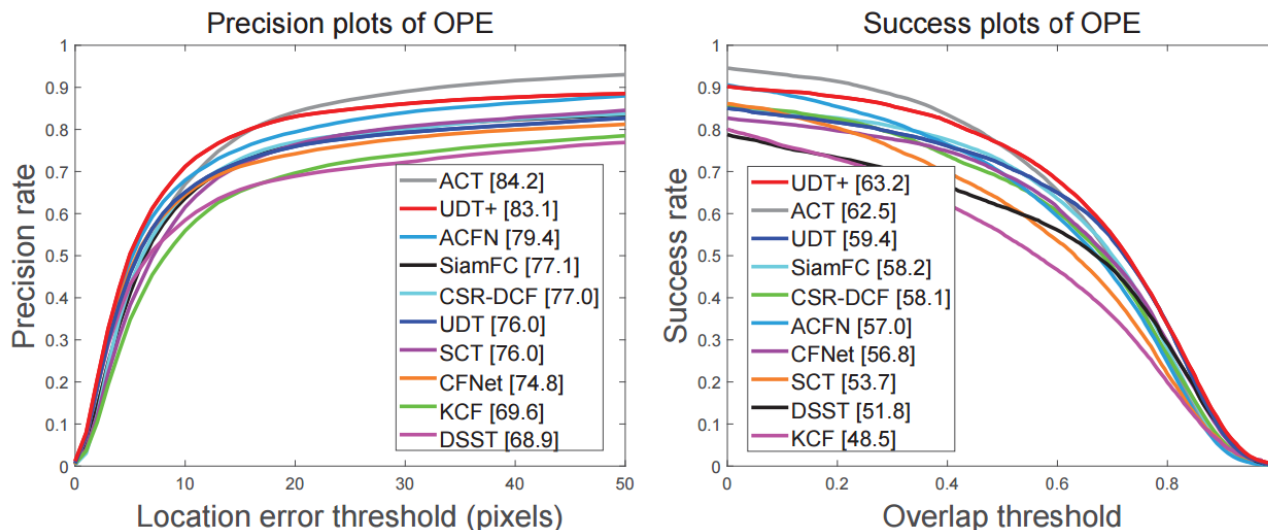 Precision plots of OPE
1
0.9
0.8
0.7
0.6
0.5
0.4
0.3
0.2
0.1
0
Precision rate
ACT [84.2]
UDT+ [83.1]
ACFN [79.4]
SiamFC [77.1]
CSR-DCF [77.0]
UDT [76.0]
SCT [76.0]
CFNet [74.8]
KCF [69.6]
DSST [68.9]
0 10 20 30 40 50
Location error threshold (pixels)
Success plots of OPE
1
0.9
0.8
0.7
0.6
0.5
0.4
0.3
0.2
0.1
0
Success rate
UDT+ [63.2]
ACT [62.5]
UDT [59.4]
SiamFC [58.2]
CSR-DCF [58.1]
ACFN [57.0]
CFNet [56.8]
SCT [53.7]
DSST [51.8]
KCF [48.5]
0 0.2 0.4 0.6 0.8
Overlap threshold